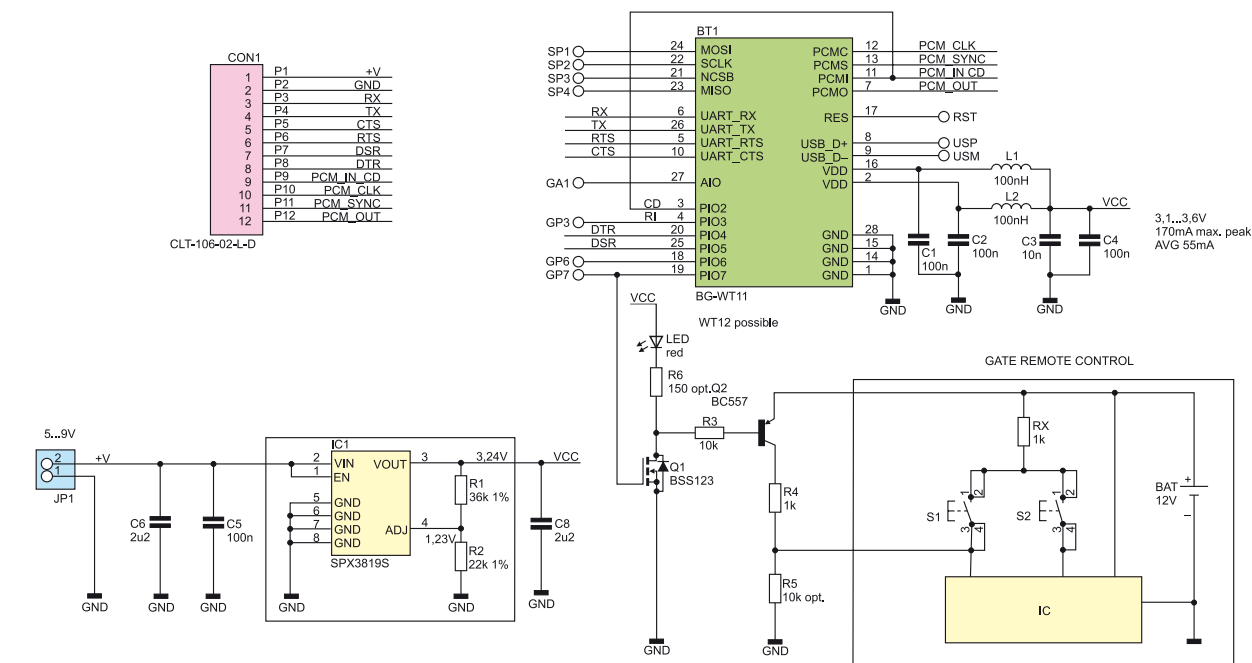 CON1
1 P1 +V
2 P2 GND
3 P3 RX
4 P4 TX
5 P5 CTS
6 P6 RTS
7 P7 DSR
8 P8 DTR
9 P9 PCM_IN_CD
10 P10 PCM_CLK
11 P11 PCM_SYNC
12 P12 PCM_OUT
CLT-106-02-L-D
BT1
SP1 24 MOSI PCMC 12 PCM_CLK
SP2 22 SCLK PCMS 13 PCM_SYNC
SP3 21 NCSB PCMI 11 PCM_IN CD
SP4 23 MISO PCMO 7 PCM_OUT
RX 6 UART_RX RES 17 RST
TX 26 UART_TX
RTS 5 UART_RTS USB_D+ 8 USP
CTS 10 UART_CTS USB_D– 9 USM
VDD 16 L1 100nH
GA1 27 AIO VDD 2 L2 100nH VCC
CD 3 PIO2
GP3 RI 4 PIO3
DTR 20 PIO4 GND 28
DSR 25 PIO5 GND 15
GP6 18 PIO6 GND 14
GP7 19 PIO7 GND 1
BG-WT11
WT12 possible
C1
100n
C2
100n
C3
10n
C4
100n
3,1...3,6V
170mA max. peak
AVG 55mA
GND
GND
GND
VCC
LED
red
R6
150 opt.
Q2
BC557
R3
10k
Q1
BSS123
R4
1k
R5
10k opt.
GND
GND
GATE REMOTE CONTROL
RX
1k
S1
1
2
3
4
S2
1
2
3
4
BAT
12V
+
–
IC
5...9V
2
1
JP1
+V
GND
C6
2u2
GND
C5
100n
GND
IC1
2 VIN VOUT 3 3,24V
1 EN
5 GND
6 GND
7 GND ADJ 4 1,23V
8 GND
SPX3819S
GND
R1
36k 1%
R2
22k 1%
GND
VCC
C8
2u2
GND